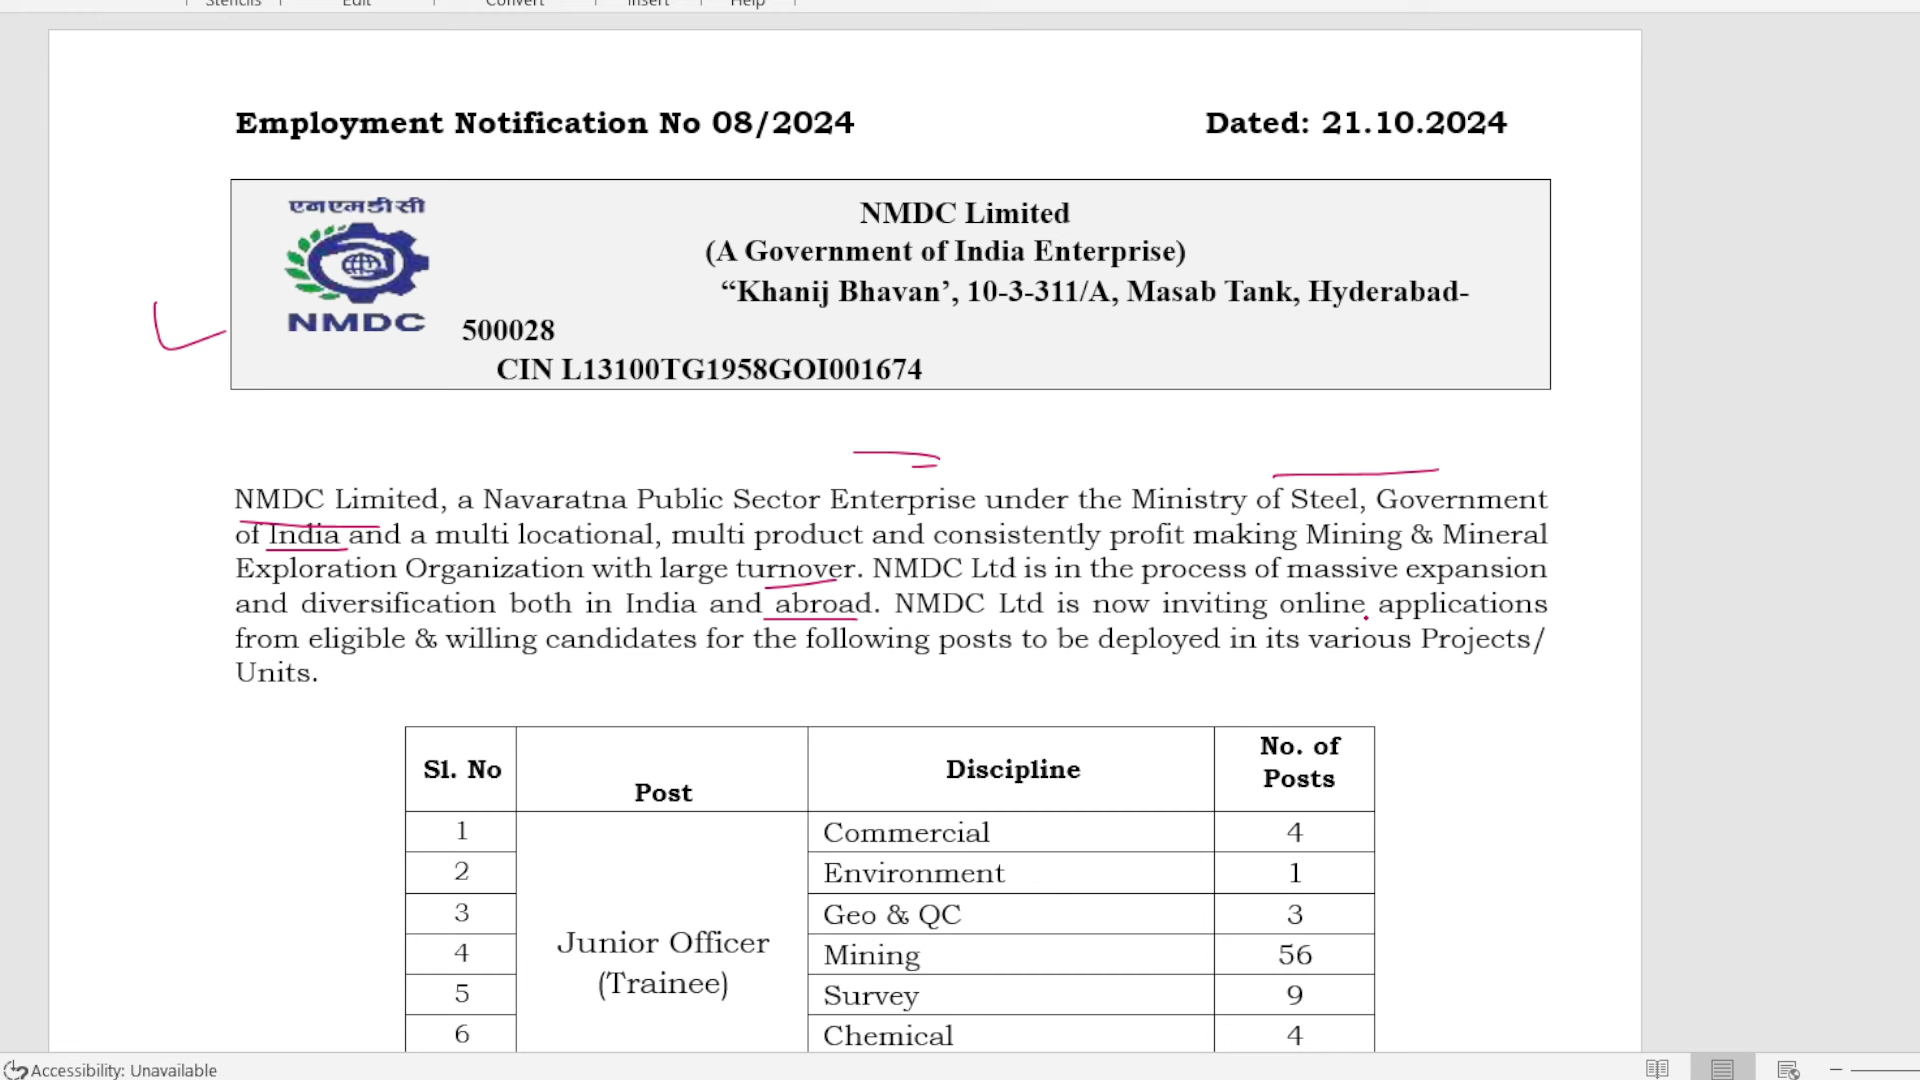 Stencils Edit Convert Insert Help
Employment Notification No 08/2024 Dated: 21.10.2024
एनएमडीसी
NMDC
NMDC Limited
(A Government of India Enterprise)
“Khanij Bhavan’, 10-3-311/A, Masab Tank, Hyderabad-
500028
CIN L13100TG1958GOI001674
NMDC Limited, a Navaratna Public Sector Enterprise under the Ministry of Steel, Government
of India and a multi locational, multi product and consistently profit making Mining & Mineral
Exploration Organization with large turnover. NMDC Ltd is in the process of massive expansion
and diversification both in India and abroad. NMDC Ltd is now inviting online applications
from eligible & willing candidates for the following posts to be deployed in its various Projects/
Units.
Sl. No Post Discipline No. of Posts
1 Commercial 4
2 Environment 1
3 Geo & QC 3
4 Junior Officer (Trainee) Mining 56
5 Survey 9
6 Chemical 4
Accessibility: Unavailable